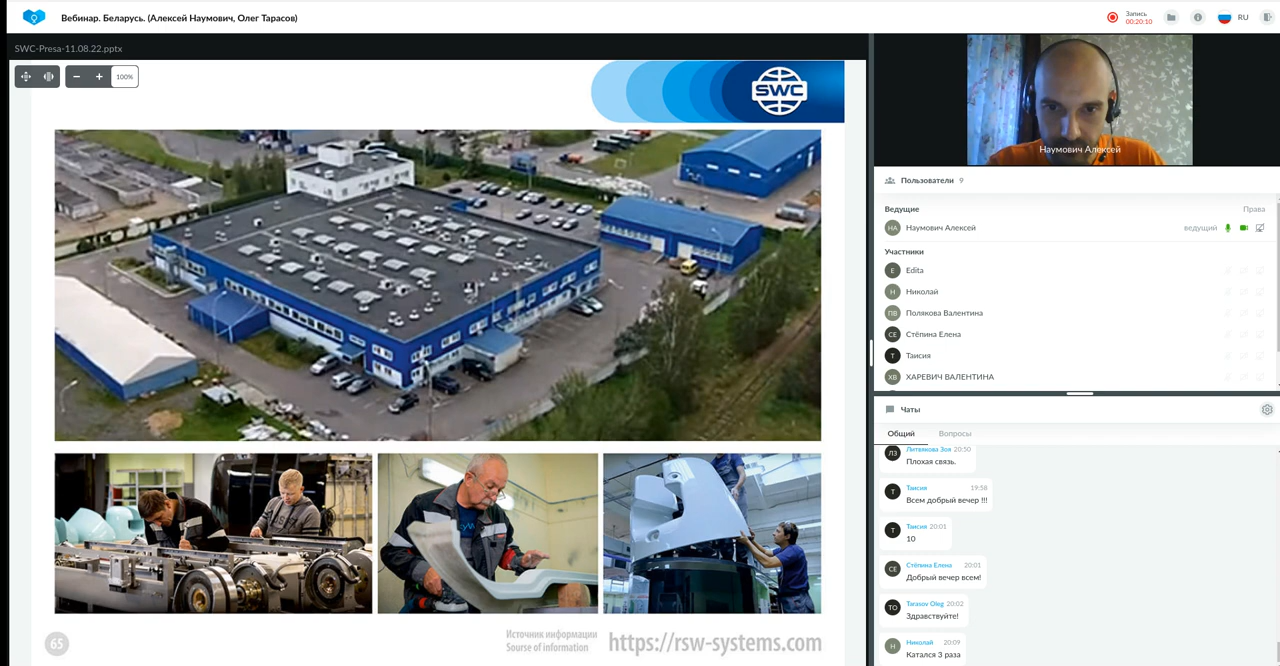 Вебинар. Беларусь. (Алексей Наумович, Олег Тарасов)
Запись
00:20:10
RU
SWC-Presa-11.08.22.pptx
100%
SWC
65
Источник информации
Sourse of information
https://rsw-systems.com
Наумович Алексей
Пользователи 9
Ведущие
Права
НА
Наумович Алексей
ведущий
Участники
E
Edita
Н
Николай
ПВ
Полякова Валентина
СЕ
Стёпина Елена
Т
Таисия
ХВ
ХАРЕВИЧ ВАЛЕНТИНА
Чаты
Общий
Вопросы
ЛЗ
Литвякова Зоя 20:50
Плохая связь.
Т
Таисия 19:58
Всем добрый вечер !!!
Т
Таисия 20:01
10
СЕ
Стёпина Елена 20:01
Добрый вечер всем!
TO
Tarasov Oleg 20:02
Здравствуйте!
Н
Николай 20:09
Катался 3 раза